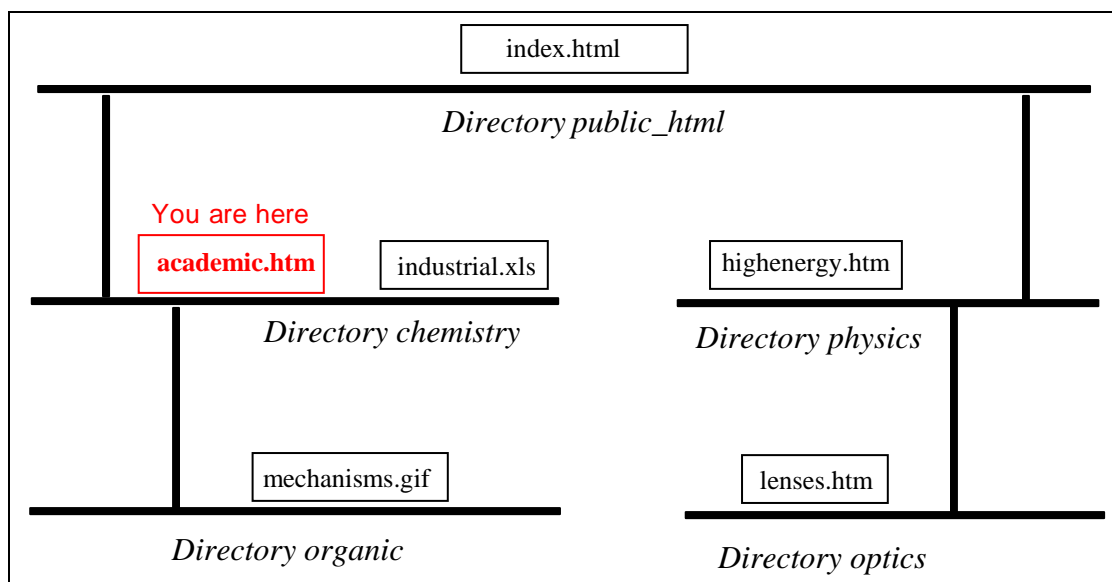 index.html
Directory public_html
You are here
academic.htm
industrial.xls
highenergy.htm
Directory chemistry
Directory physics
mechanisms.gif
lenses.htm
Directory organic
Directory optics